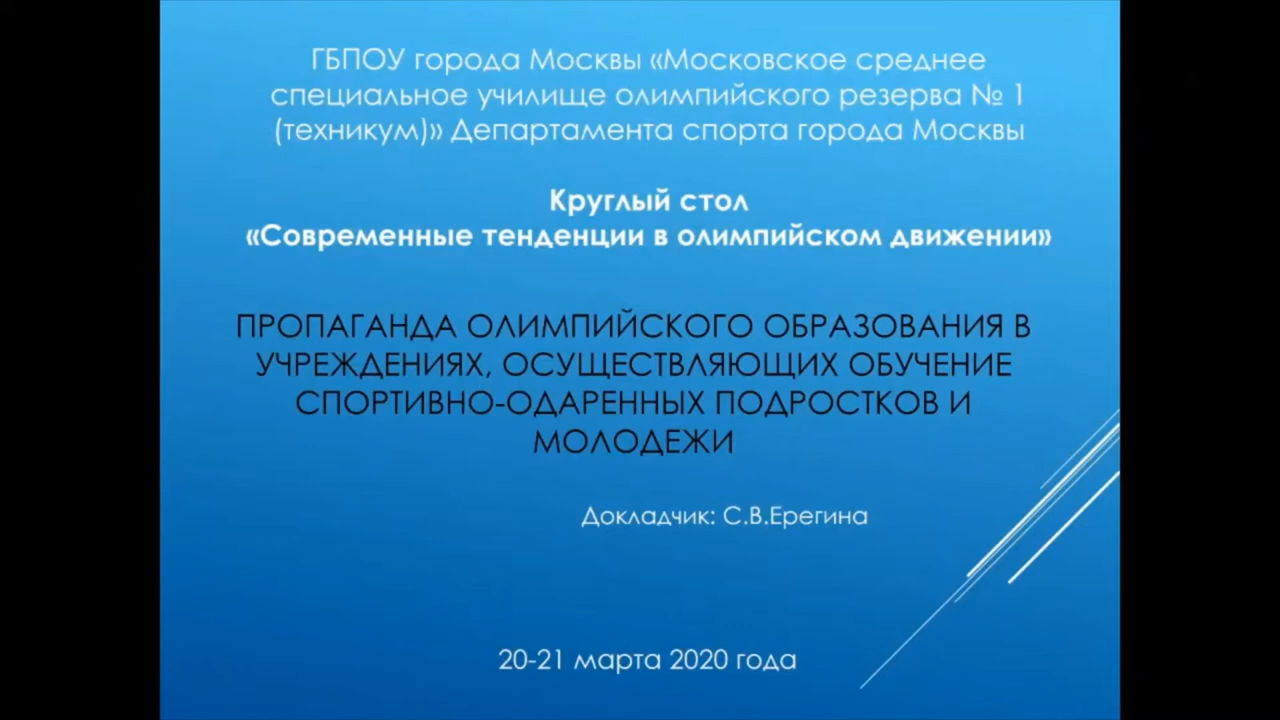 ГБПОУ города Москвы «Московское среднее
специальное училище олимпийского резерва № 1
(техникум)» Департамента спорта города Москвы
Круглый стол
«Современные тенденции в олимпийском движении»
ПРОПАГАНДА ОЛИМПИЙСКОГО ОБРАЗОВАНИЯ В
УЧРЕЖДЕНИЯХ, ОСУЩЕСТВЛЯЮЩИХ ОБУЧЕНИЕ
СПОРТИВНО-ОДАРЕННЫХ ПОДРОСТКОВ И
МОЛОДЕЖИ
Докладчик: С.В.Ерегина
20-21 марта 2020 года